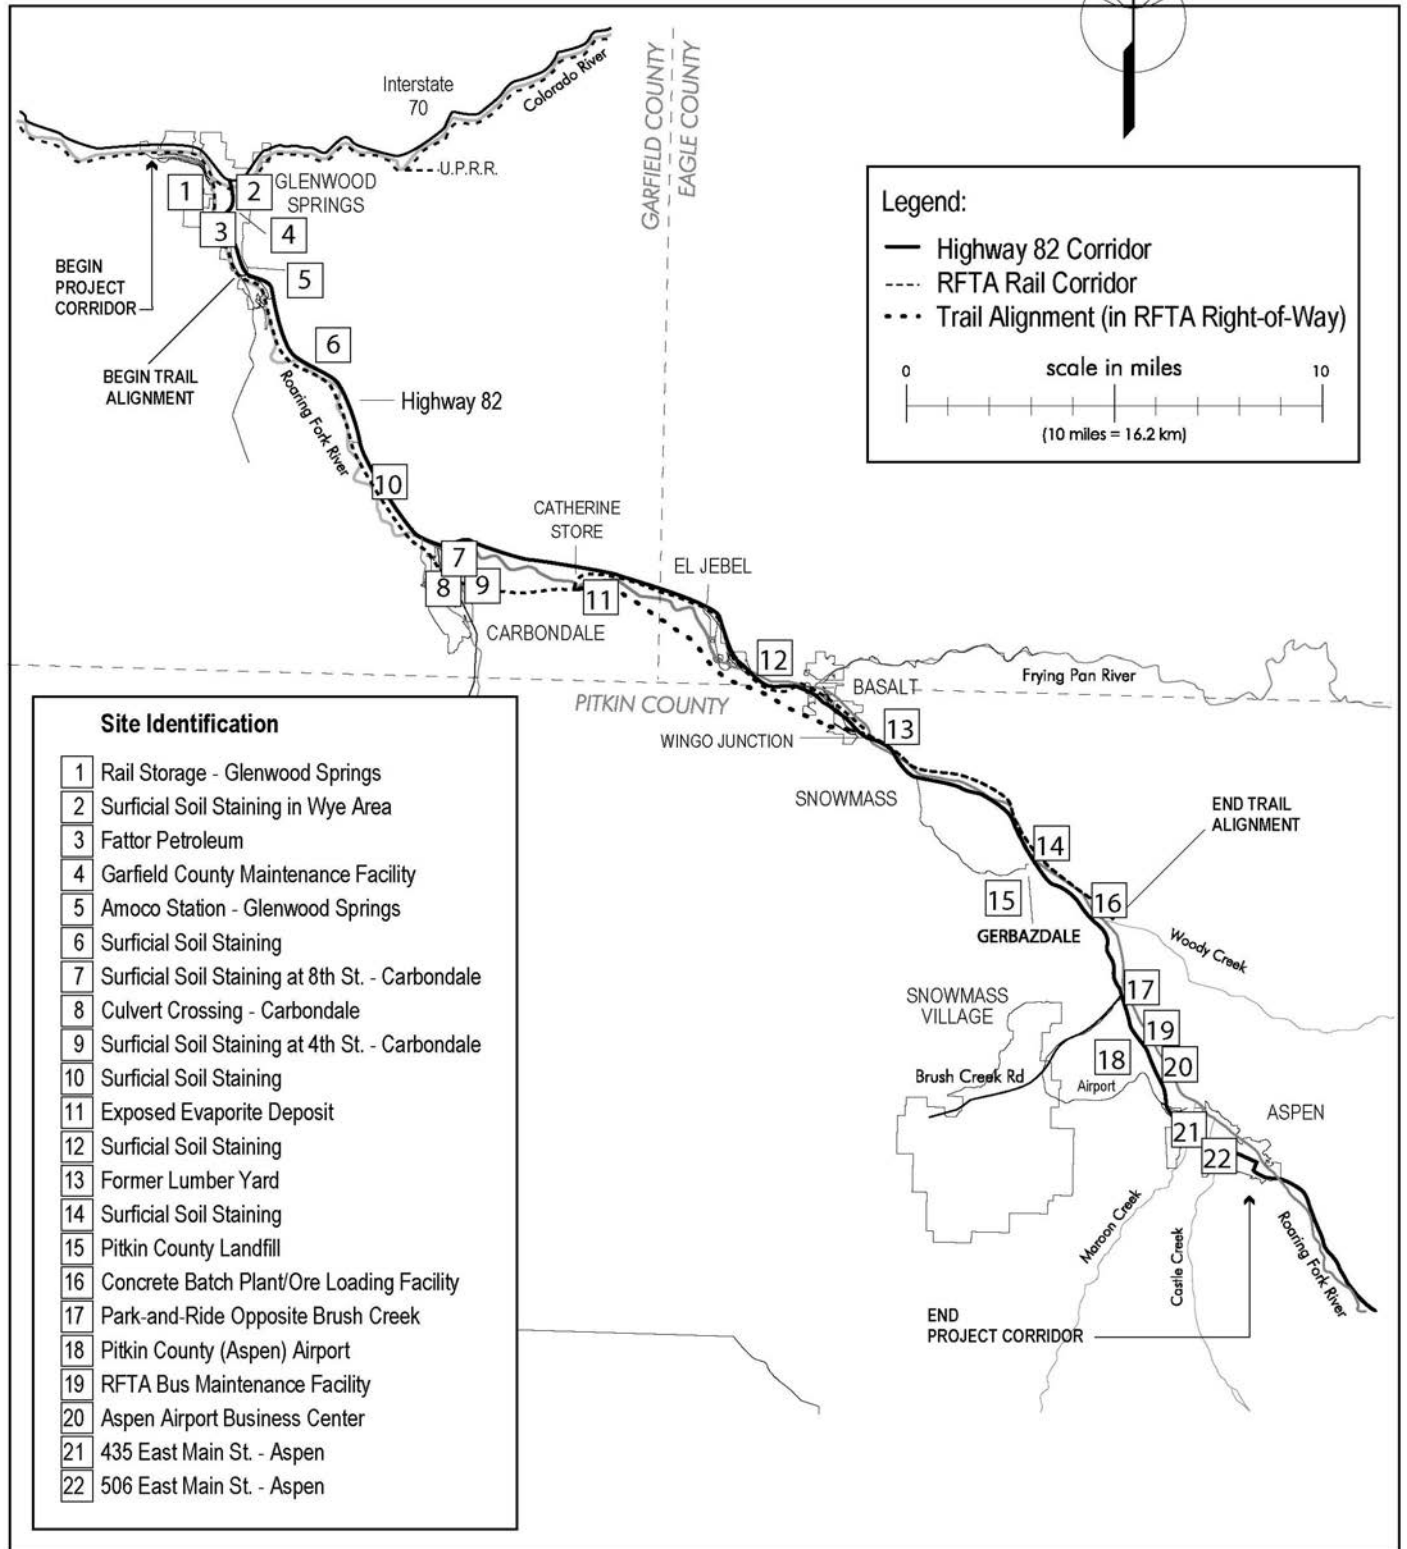 Interstate
70
Colorado River
GARFIELD COUNTY
EAGLE COUNTY
U.P.R.R.
1
2
GLENWOOD
SPRINGS
3
4
5
BEGIN
PROJECT
CORRIDOR
6
BEGIN TRAIL
ALIGNMENT
Roaring Fork River
Highway 82
Legend:
Highway 82 Corridor
RFTA Rail Corridor
Trail Alignment (in RFTA Right-of-Way)
0
scale in miles
10
(10 miles = 16.2 km)
10
CATHERINE
STORE
7
8
9
11
EL JEBEL
CARBONDALE
12
Frying Pan River
BASALT
PITKIN COUNTY
13
WINGO JUNCTION
SNOWMASS
END TRAIL
ALIGNMENT
14
15
16
GERBAZDALE
Woody Creek
SNOWMASS
VILLAGE
17
19
18
20
Brush Creek Rd
Airport
ASPEN
21
22
Maroon Creek
Castle Creek
Roaring Fork River
END
PROJECT CORRIDOR
Site Identification
1 Rail Storage - Glenwood Springs
2 Surficial Soil Staining in Wye Area
3 Fattor Petroleum
4 Garfield County Maintenance Facility
5 Amoco Station - Glenwood Springs
6 Surficial Soil Staining
7 Surficial Soil Staining at 8th St. - Carbondale
8 Culvert Crossing - Carbondale
9 Surficial Soil Staining at 4th St. - Carbondale
10 Surficial Soil Staining
11 Exposed Evaporite Deposit
12 Surficial Soil Staining
13 Former Lumber Yard
14 Surficial Soil Staining
15 Pitkin County Landfill
16 Concrete Batch Plant/Ore Loading Facility
17 Park-and-Ride Opposite Brush Creek
18 Pitkin County (Aspen) Airport
19 RFTA Bus Maintenance Facility
20 Aspen Airport Business Center
21 435 East Main St. - Aspen
22 506 East Main St. - Aspen